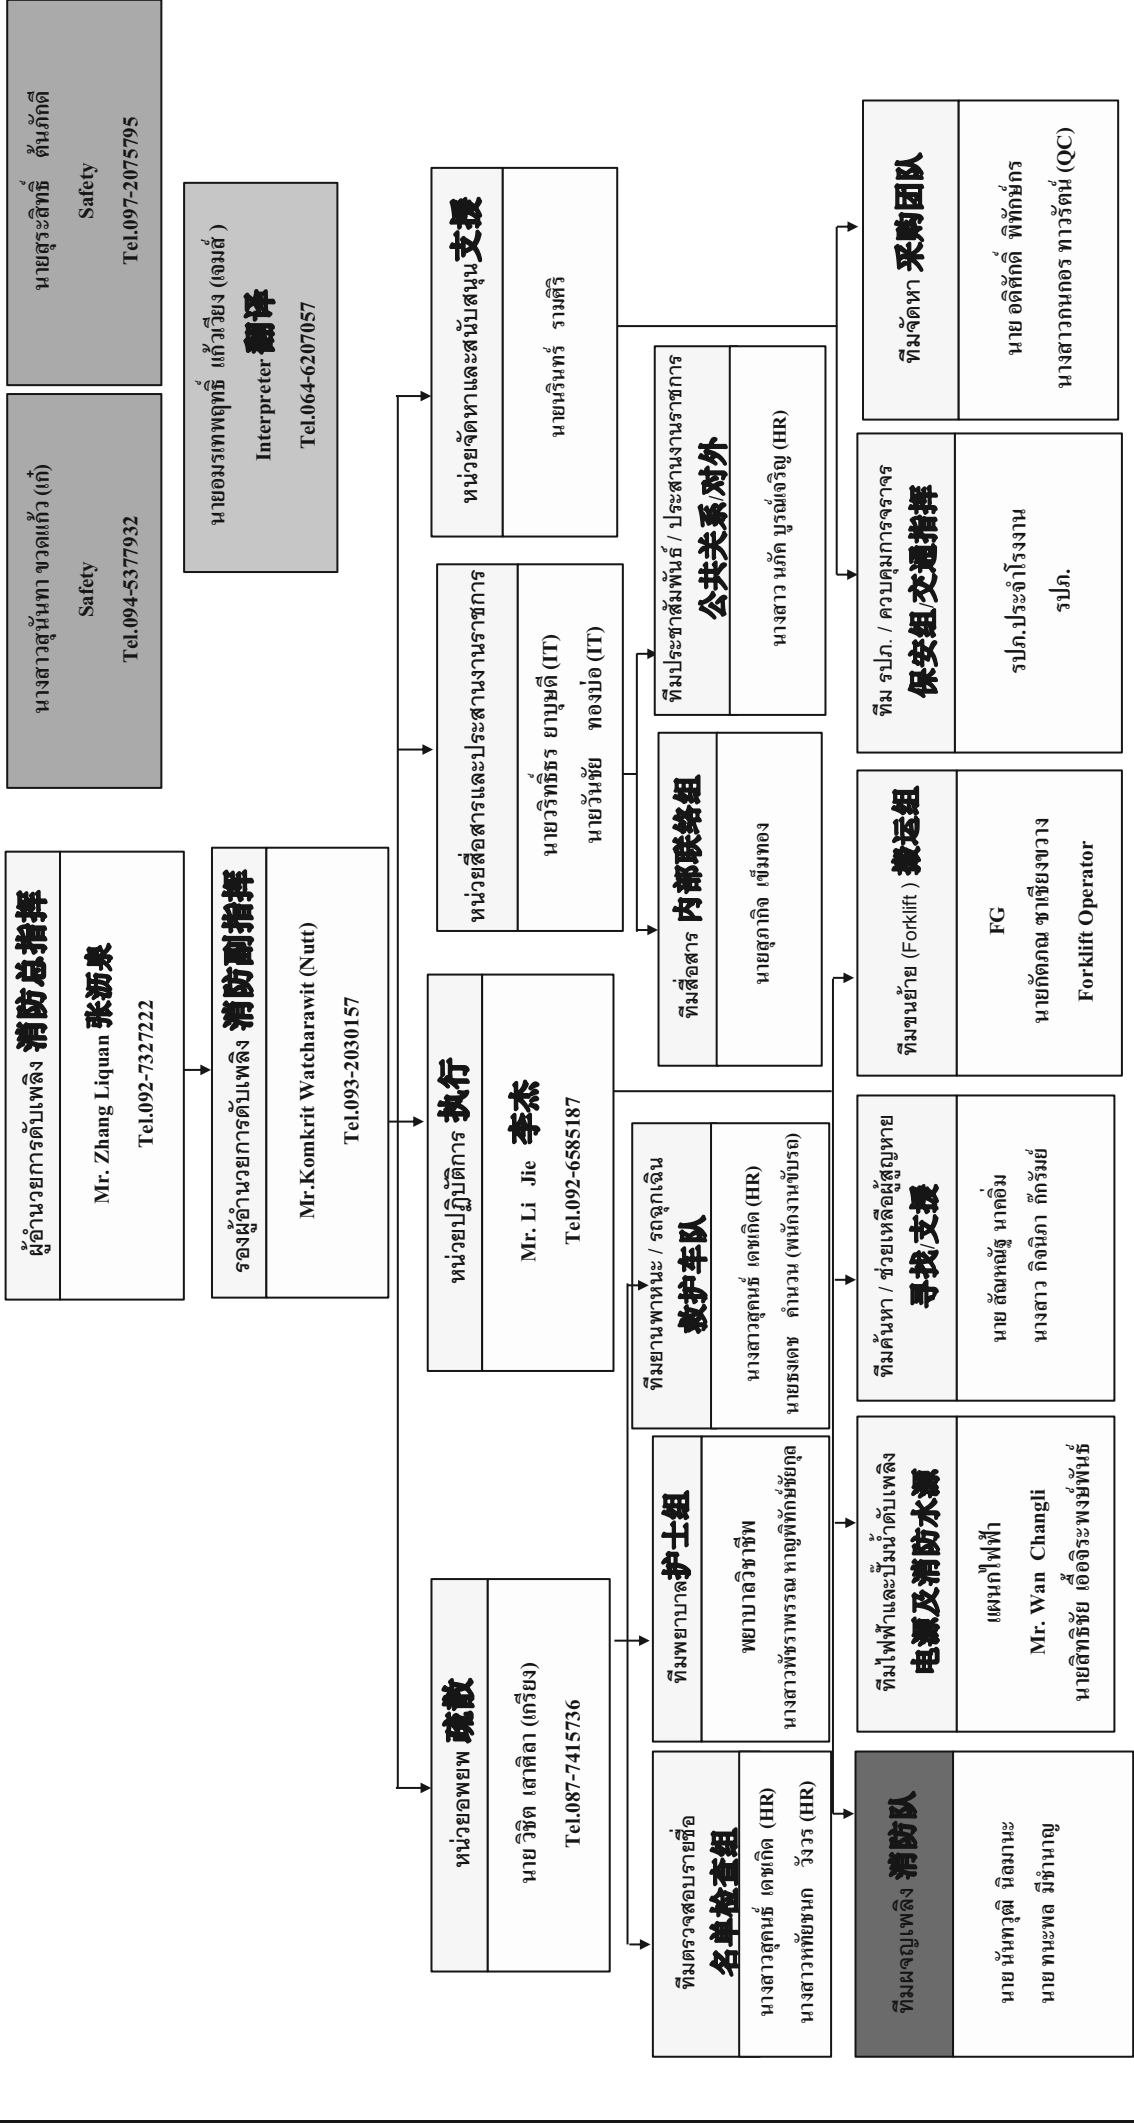 ผู้อำนวยการดับเพลิง 消防总指挥
Mr. Zhang Liquan 张沥泉
Tel.092-7327222
นางสาวสุนันทา ขวดแก้ว (เก๋)
Safety
Tel.094-5377932
นายสุระสิทธิ์ ต้นภักดี
Safety
Tel.097-2075795
รองผู้อำนวยการดับเพลิง 消防副指挥
Mr.Komkrit Watcharawit (Nutt)
Tel.093-2030157
นายอมรเทพฤทธิ์ แก้วเวียง (เจมส์ )
Interpreter 翻译
Tel.064-6207057
หน่วยอพยพ 疏散
นาย วิชิต เสาศิลา (เกรียง)
Tel.087-7415736
หน่วยปฏิบัติการ 执行
Mr. Li Jie 李杰
Tel.092-6585187
หน่วยสื่อสารและประสานงานราชการ
นายวริทธิ์ธร ยาบุษดี (IT)
นายวันชัย ทองบ่อ (IT)
หน่วยจัดหาและสนับสนุน 支援
นายนรินทร์ รามศิริ
ทีมตรวจสอบรายชื่อ
名单检查组
นางสาวสุคนธ์ เดชเกิด (HR)
นางสาวหทัยชนก วังวร (HR)
ทีมพยาบาล护士组
พยาบาลวิชาชีพ
นางสาวพัชราพรรณ หาญพิทักษ์ชัยกุล
ทีมยานพาหนะ / รถฉุกเฉิน
救护车队
นางสาวสุคนธ์ เดชเกิด (HR)
นายธงเดช คำนวน (พนักงานขับรถ)
ทีมสื่อสาร 内部联络组
นายสุภากิจ เข็มทอง
ทีมประชาสัมพันธ์ / ประสานงานราชการ
公共关系/对外
นางสาว นภัค บูรณ์เจริญ (HR)
ทีมผจญเพลิง 消防队
นาย นันทวุฒิ นิลมานะ
นาย ทนะพล มีชำนาญ
ทีมไฟฟ้าและปั๊มน้ำดับเพลิง
电源及消防水源
แผนกไฟฟ้า
Mr. Wan Changli
นายสิทธิชัย เอื้อจิระพงษ์พันธ์
ทีมค้นหา / ช่วยเหลือผู้สูญหาย
寻找/支援
นาย สัณหณัฐ นาคอิ่ม
นางสาว กิจนิภา ก๊กรัมย์
ทีมขนย้าย (Forklift ) 搬运组
FG
นายกัตภณ ซาเซียงขวาง
Forklift Operator
ทีม รปภ. / ควบคุมการจราจร
保安组/交通指挥
รปภ.ประจำโรงงาน
รปภ.
ทีมจัดหา 采购团队
นาย อดิศักดิ์ พิทักษ์กร
นางสาวกนกอร ทาวรัตน์ (QC)